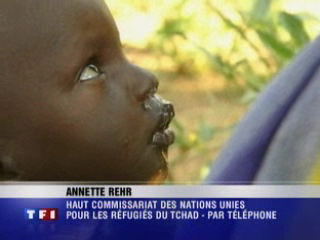 ANNETTE REHR
HAUT COMMISSARIAT DES NATIONS UNIES
TF1 POUR LES RÉFUGIÉS DU TCHAD - PAR TÉLÉPHONE